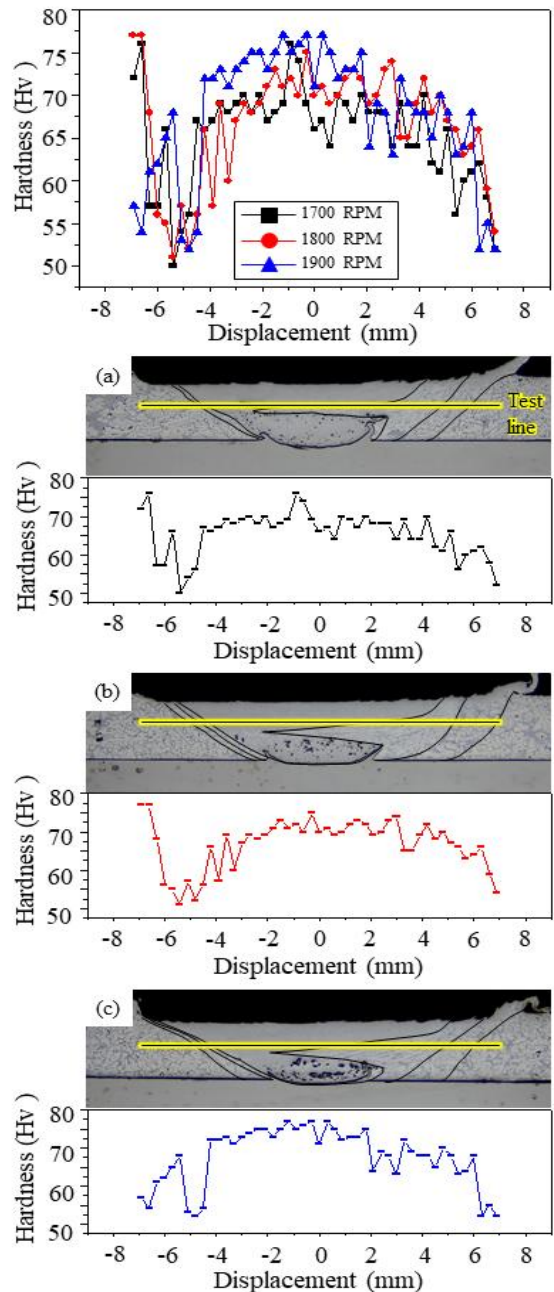 80
75
70
65
60
55
50
Hardness (Hv )
1700 RPM
1800 RPM
1900 RPM
-8 -6 -4 -2 0 2 4 6 8
Displacement (mm)
(a)
Test
line
80
70
60
50
Hardness (Hv )
-8 -6 -4 -2 0 2 4 6 8
Displacement (mm)
(b)
80
70
60
50
Hardness (Hv )
-8 -6 -4 -2 0 2 4 6 8
Displacement (mm)
(c)
80
70
60
50
Hardness (Hv )
-8 -6 -4 -2 0 2 4 6 8
Displacement (mm)